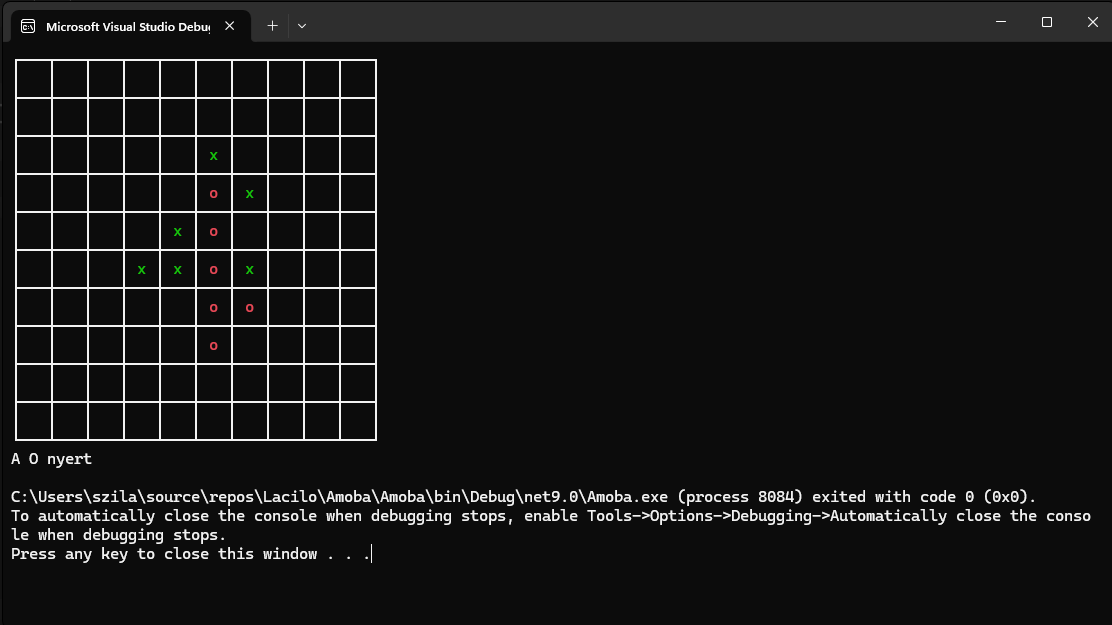 Microsoft Visual Studio Debug
x
o x
x o
x x o x
o o
o
A O nyert
C:\Users\szila\source\repos\Lacilo\Amoba\Amoba\bin\Debug\net9.0\Amoba.exe (process 8084) exited with code 0 (0x0).
To automatically close the console when debugging stops, enable Tools->Options->Debugging->Automatically close the conso
le when debugging stops.
Press any key to close this window . . .